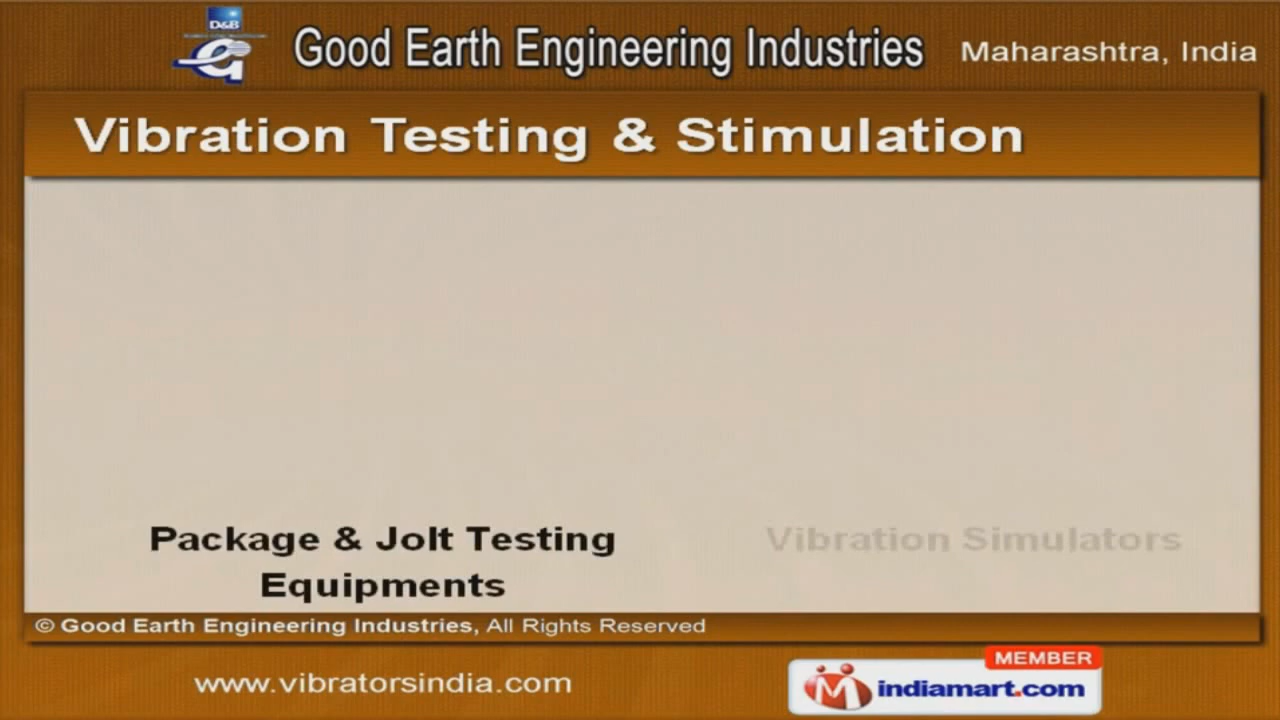 D&B
Good Earth Engineering Industries
Maharashtra, India
Vibration Testing & Stimulation
Package & Jolt Testing
Equipments
Vibration Simulators
© Good Earth Engineering Industries, All Rights Reserved
www.vibratorsindia.com
MEMBER
indiamart.com